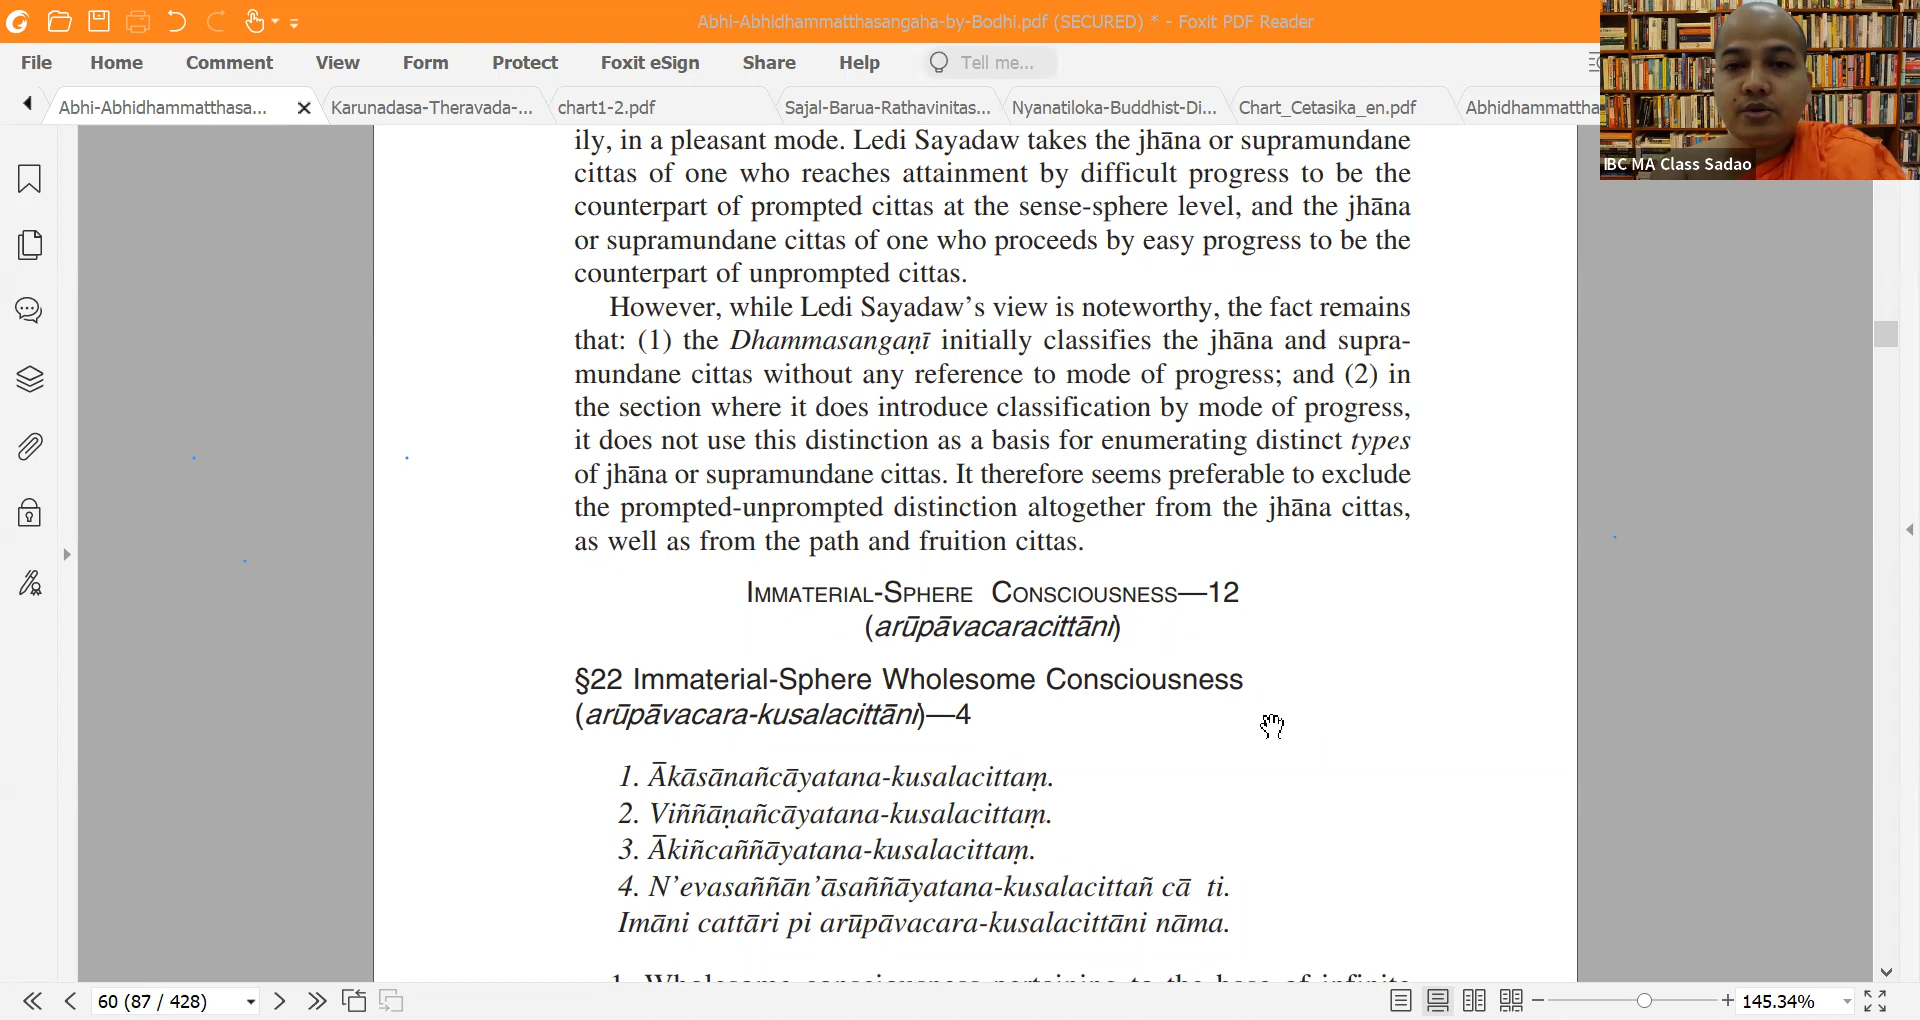 Abhi-Abhidhammatthasangaha-by-Bodhi.pdf (SECURED) * - Foxit PDF Reader
File Home Comment View Form Protect Foxit eSign Share Help Tell me...
Abhi-Abhidhammatthasa... Karunadasa-Theravada-... chart1-2.pdf Sajal-Barua-Rathavinitas... Nyanatiloka-Buddhist-Di... Chart_Cetasika_en.pdf Abhidhammattha
IBC MA Class Sadao
ily, in a pleasant mode. Ledi Sayadaw takes the jhāna or supramundane
cittas of one who reaches attainment by difficult progress to be the
counterpart of prompted cittas at the sense-sphere level, and the jhāna
or supramundane cittas of one who proceeds by easy progress to be the
counterpart of unprompted cittas.
However, while Ledi Sayadaw’s view is noteworthy, the fact remains
that: (1) the Dhammasangaṇī initially classifies the jhāna and supra-
mundane cittas without any reference to mode of progress; and (2) in
the section where it does introduce classification by mode of progress,
it does not use this distinction as a basis for enumerating distinct types
of jhāna or supramundane cittas. It therefore seems preferable to exclude
the prompted-unprompted distinction altogether from the jhāna cittas,
as well as from the path and fruition cittas.
Immaterial-Sphere Consciousness—12
(arūpāvacaracittāni)
§22 Immaterial-Sphere Wholesome Consciousness
(arūpāvacara-kusalacittāni)—4
1. Ākāsānañcāyatana-kusalacittaṃ.
2. Viññāṇañcāyatana-kusalacittaṃ.
3. Ākiñcaññāyatana-kusalacittaṃ.
4. N’evasaññān’āsaññāyatana-kusalacittañ cā ti.
Imāni cattāri pi arūpāvacara-kusalacittāni nāma.
1. Wholesome consciousness pertaining to the base of infinite
60 (87 / 428) 145.34%